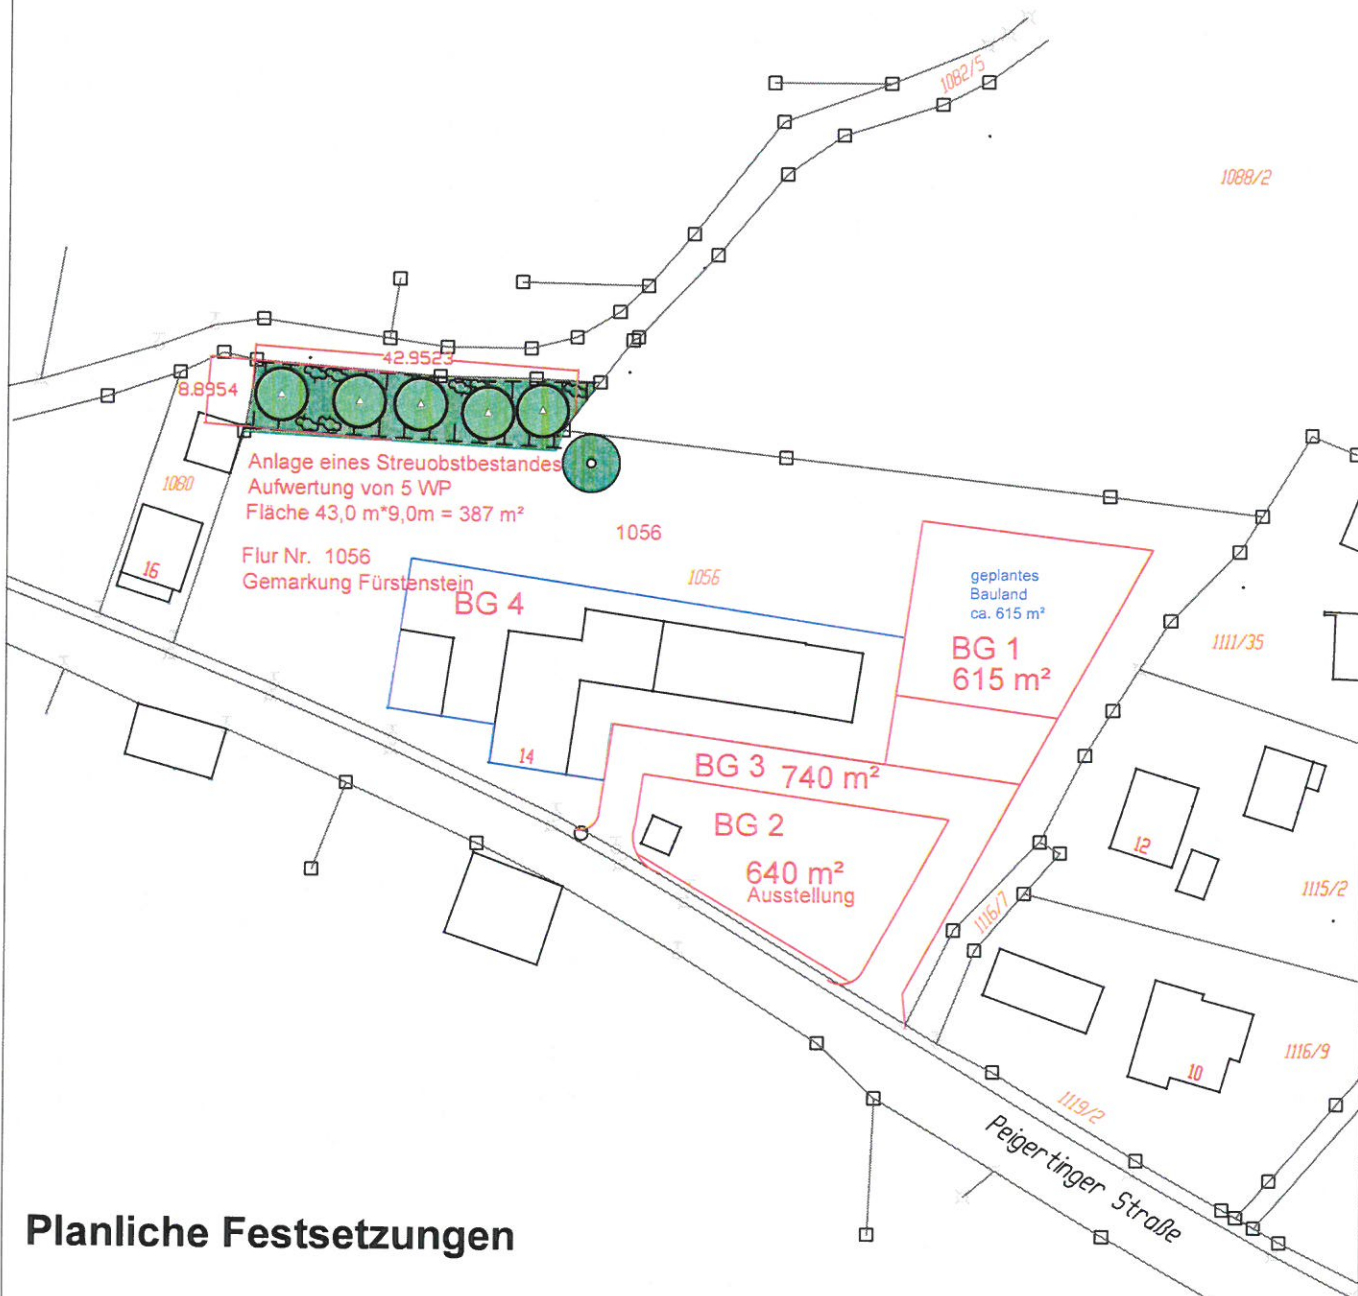 1082/5
1088/2
42.9523
8.8954
Anlage eines Streuobstbestandes
Aufwertung von 5 WP
Fläche 43,0 m*9,0m = 387 m²
1080
Flur Nr. 1056
Gemarkung Fürstenstein
16
1056
1056
geplantes
Bauland
ca. 615 m²
BG 4
BG 1
615 m²
1111/35
14
BG 3 740 m²
BG 2
640 m²
Ausstellung
12
1115/2
1116/7
10
1116/9
1119/2
Peigertinger Straße
Planliche Festsetzungen